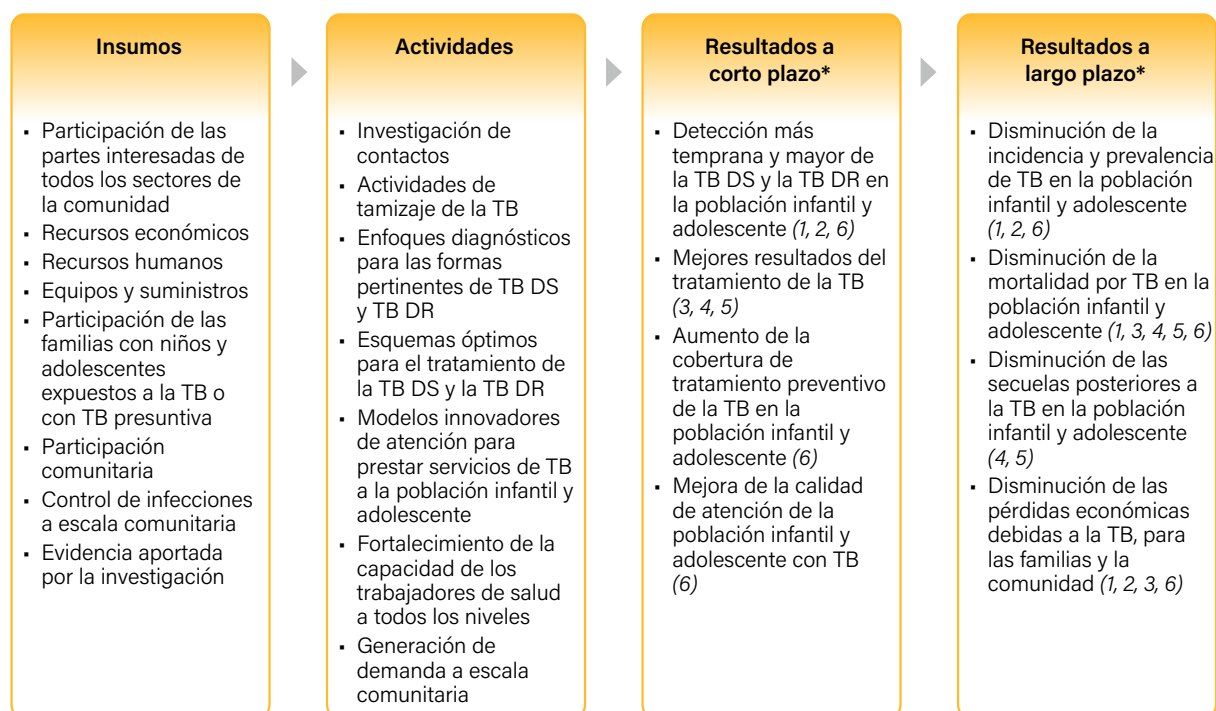 Insumos
▪ Participación de las
partes interesadas de
todos los sectores de
la comunidad
▪ Recursos económicos
▪ Recursos humanos
▪ Equipos y suministros
▪ Participación de las
familias con niños y
adolescentes
expuestos a la TB o
con TB presuntiva
▪ Participación
comunitaria
▪ Control de infecciones
a escala comunitaria
▪ Evidencia aportada
por la investigación
Actividades
▪ Investigación de
contactos
▪ Actividades de
tamizaje de la TB
▪ Enfoques diagnósticos
para las formas
pertinentes de TB DS
y TB DR
▪ Esquemas óptimos
para el tratamiento de
la TB DS y la TB DR
▪ Modelos innovadores
de atención para
prestar servicios de TB
a la población infantil y
adolescente
▪ Fortalecimiento de la
capacidad de los
trabajadores de salud
a todos los niveles
▪ Generación de
demanda a escala
comunitaria
Resultados a
corto plazo*
▪ Detección más
temprana y mayor de
la TB DS y la TB DR en
la población infantil y
adolescente (1, 2, 6)
▪ Mejores resultados del
tratamiento de la TB
(3, 4, 5)
▪ Aumento de la
cobertura de
tratamiento preventivo
de la TB en la
población infantil y
adolescente (6)
▪ Mejora de la calidad
de atención de la
población infantil y
adolescente con TB
(6)
Resultados a
largo plazo*
▪ Disminución de la
incidencia y prevalencia
de TB en la población
infantil y adolescente
(1, 2, 6)
▪ Disminución de la
mortalidad por TB en la
población infantil y
adolescente (1, 3, 4, 5, 6)
▪ Disminución de las
secuelas posteriores a
la TB en la población
infantil y adolescente
(4, 5)
▪ Disminución de las
pérdidas económicas
debidas a la TB, para
las familias y la
comunidad (1, 2, 3, 6)